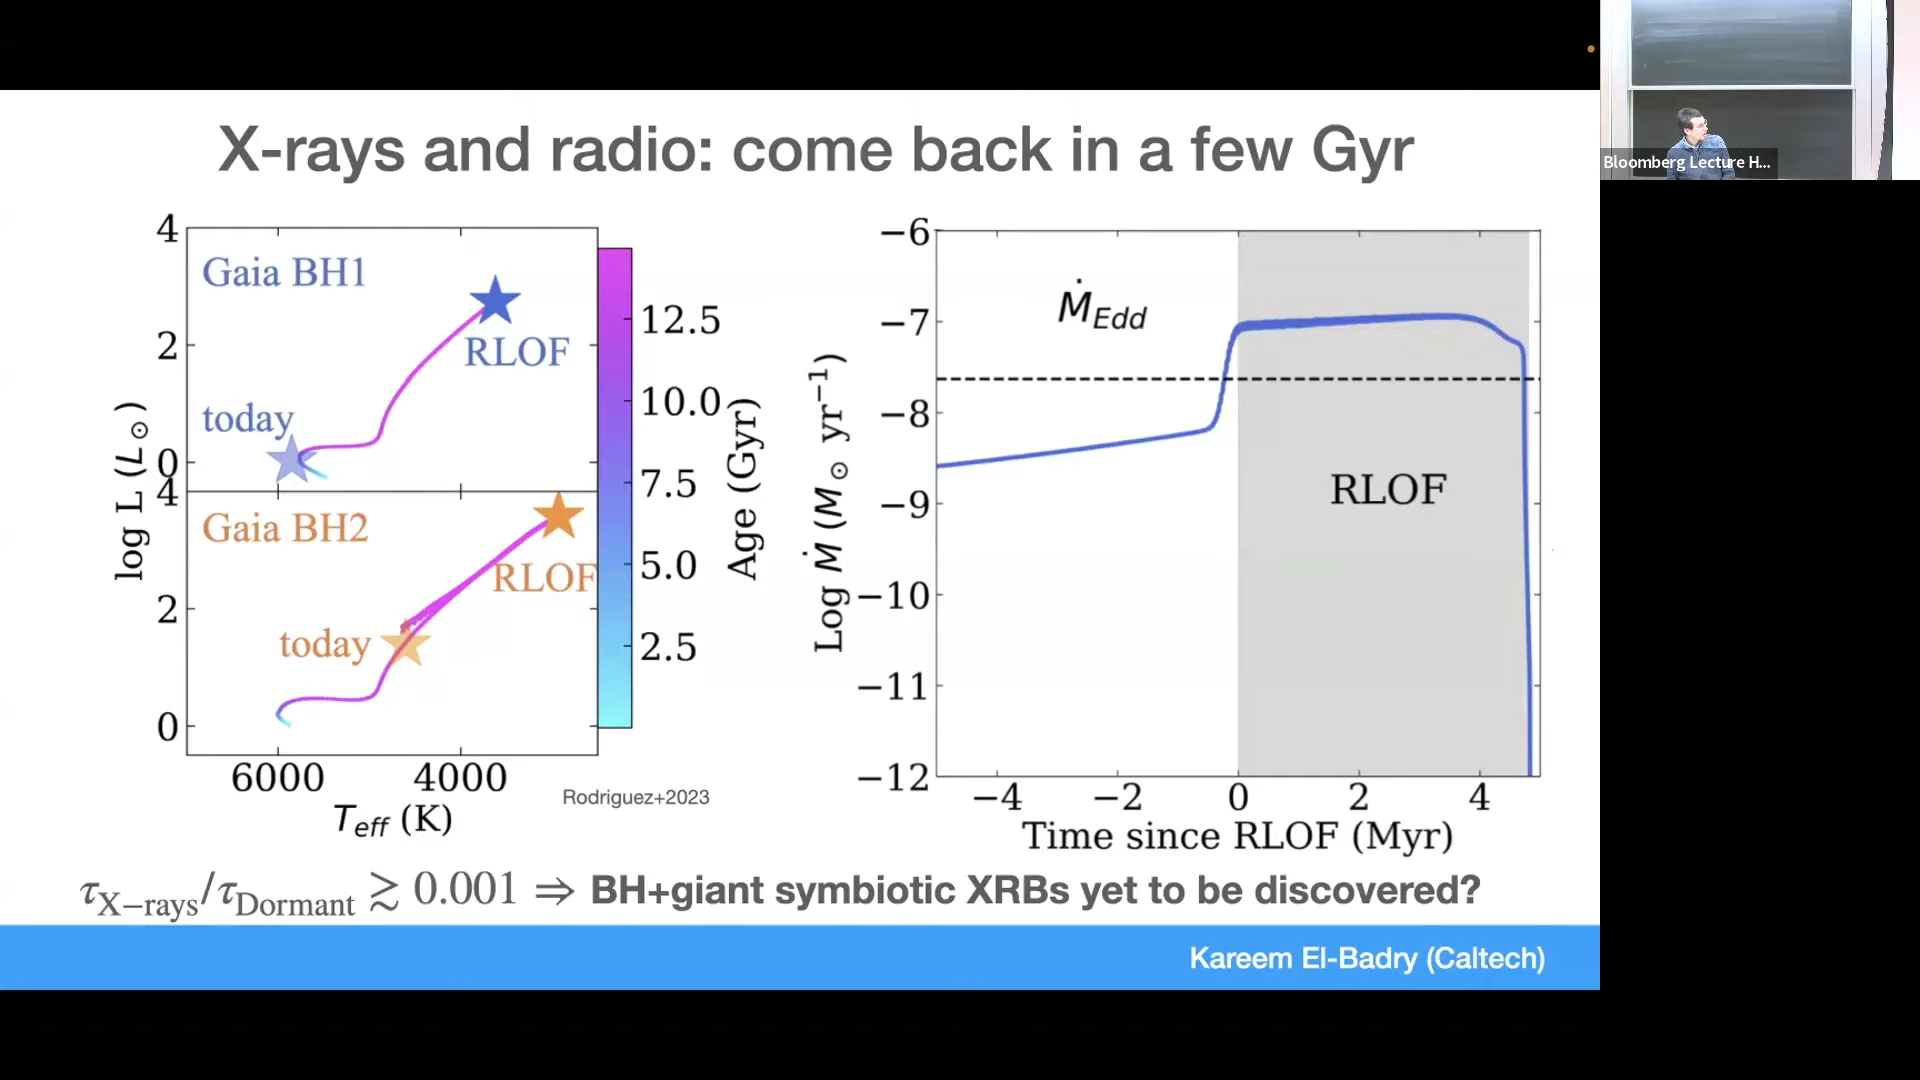 Bloomberg Lecture H...
X-rays and radio: come back in a few Gyr
4
2
0
Gaia BH1
RLOF
today
4
2
0
Gaia BH2
RLOF
today
log L (L⊙)
6000
4000
T_eff (K)
12.5
10.0
7.5
5.0
2.5
Age (Gyr)
Rodriguez+2023
−6
−7
−8
−9
−10
−11
−12
Log Ṁ (M⊙ yr⁻¹)
Ṁ_Edd
RLOF
−4
−2
0
2
4
Time since RLOF (Myr)
τ_X−rays/τ_Dormant ≳ 0.001 ⇒ BH+giant symbiotic XRBs yet to be discovered?
Kareem El-Badry (Caltech)